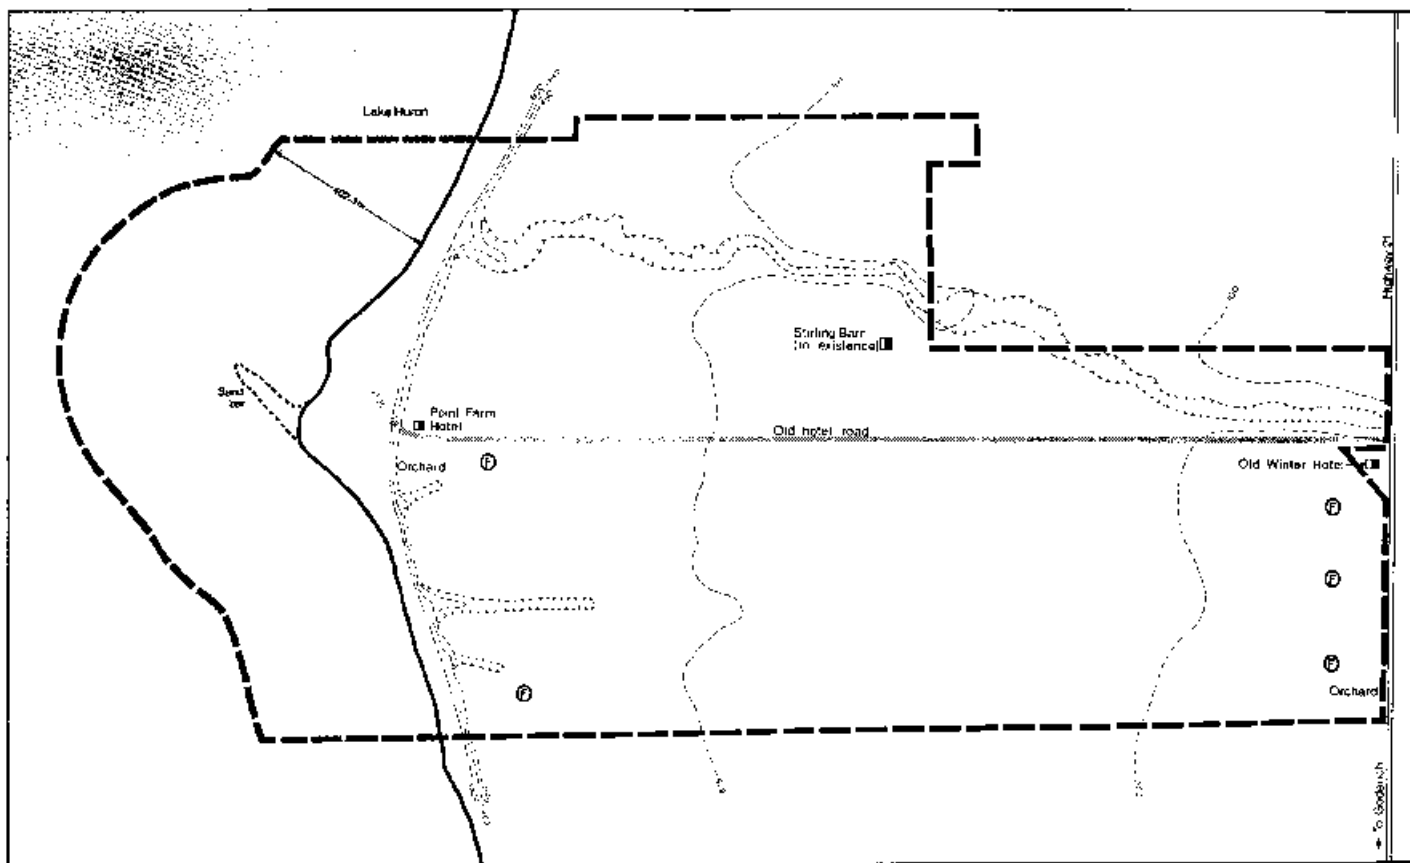 Lake Huron
Highway 21
Stirling Barn
(in existence)
Sand
bar
Point Farm
Hotel
Old hotel road
Orchard
F
Old Winter Hotel
F
F
F
F
Orchard
To Goderich